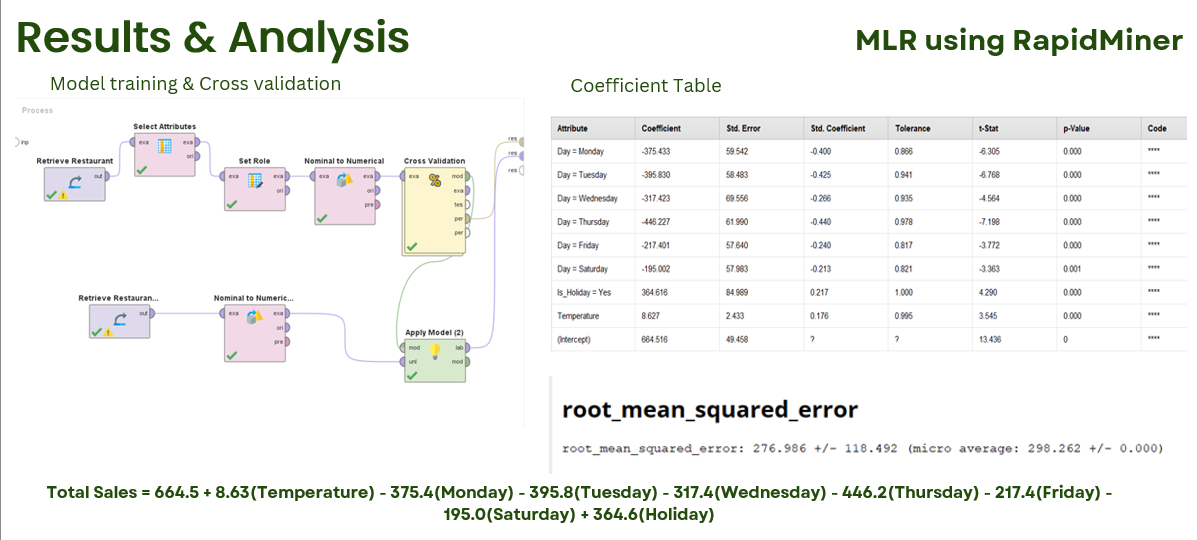 Results & Analysis
MLR using RapidMiner
Model training & Cross validation
Process
inp
Retrieve Restaurant
out
Select Attributes
exa exa
ori
Set Role
exa exa
ori
Nominal to Numerical
exa exa
ori
pre
Cross Validation
exa mod
exa
tes
per
per
res
res
res
Retrieve Restauran...
out
Nominal to Numeric...
exa exa
ori
pre
Apply Model (2)
mod lab
unl mod
Coefficient Table
Attribute Coefficient Std. Error Std. Coefficient Tolerance t-Stat p-Value Code
Day = Monday -375.433 59.542 -0.400 0.866 -6.305 0.000 ****
Day = Tuesday -395.830 58.483 -0.425 0.941 -6.768 0.000 ****
Day = Wednesday -317.423 69.556 -0.266 0.935 -4.564 0.000 ****
Day = Thursday -446.227 61.990 -0.440 0.978 -7.198 0.000 ****
Day = Friday -217.401 57.640 -0.240 0.817 -3.772 0.000 ****
Day = Saturday -195.002 57.983 -0.213 0.821 -3.363 0.001 ****
Is_Holiday = Yes 364.616 84.989 0.217 1.000 4.290 0.000 ****
Temperature 8.627 2.433 0.176 0.995 3.545 0.000 ****
(Intercept) 664.516 49.458 ? ? 13.436 0 ****
root_mean_squared_error
root_mean_squared_error: 276.986 +/- 118.492 (micro average: 298.262 +/- 0.000)
Total Sales = 664.5 + 8.63(Temperature) - 375.4(Monday) - 395.8(Tuesday) - 317.4(Wednesday) - 446.2(Thursday) - 217.4(Friday) -
195.0(Saturday) + 364.6(Holiday)